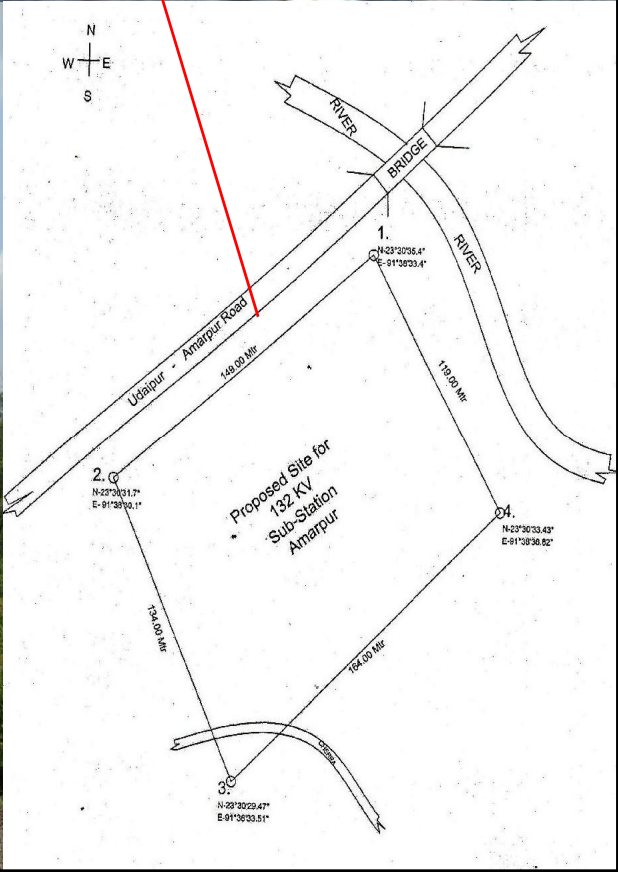 N
W E
S
RIVER
BRIDGE
RIVER
1.
N-23°30'35.4"
E-91°38'33.4"
Udaipur - Amarpur Road
149.00 Mtr
119.00 Mtr
2.
N-23°30'31.7"
E-91°38'30.1"
Proposed Site for
132 KV
Sub-Station
Amarpur
4.
N-23°30'33.43"
E-91°38'36.82"
134.00 Mtr
164.00 Mtr
3.
N-23°30'29.47"
E-91°38'33.51"